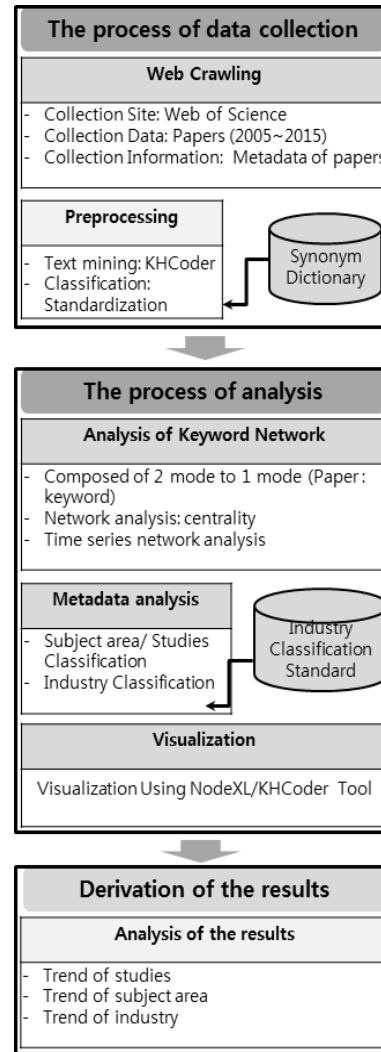 The process of data collection
Web Crawling
- Collection Site: Web of Science
- Collection Data: Papers (2005~2015)
- Collection Information: Metadata of papers
Preprocessing
- Text mining: KHCoder
- Classification:
Standardization
Synonym
Dictionary
The process of analysis
Analysis of Keyword Network
- Composed of 2 mode to 1 mode (Paper:
keyword)
- Network analysis: centrality
- Time series network analysis
Metadata analysis
- Subject area/ Studies
Classification
- Industry Classification
Industry
Classification
Standard
Visualization
Visualization Using NodeXL/KHCoder Tool
Derivation of the results
Analysis of the results
- Trend of studies
- Trend of subject area
- Trend of industry